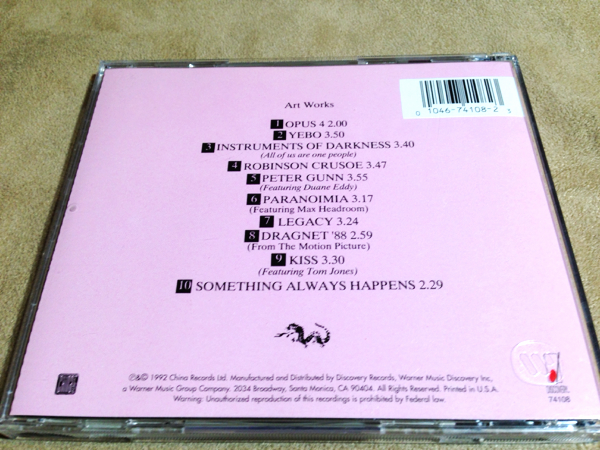 Art Works
0 1046-74108-2 3
1 OPUS 4 2.00
2 YEBO 3.50
3 INSTRUMENTS OF DARKNESS 3.40
(All of us are one people)
4 ROBINSON CRUSOE 3.47
5 PETER GUNN 3.55
(Featuring Duane Eddy)
6 PARANOIMIA 3.17
(Featuring Max Headroom)
7 LEGACY 3.24
8 DRAGNET '88 2.59
(From The Motion Picture)
9 KISS 3.30
(Featuring Tom Jones)
10 SOMETHING ALWAYS HAPPENS 2.29
℗&© 1992 China Records Ltd. Manufactured and Distributed by Discovery Records, Warner Music Discovery Inc,
a Warner Music Group Company. 2034 Broadway, Santa Monica, CA 90404. All Rights Reserved. Printed in U.S.A.
Warning: Unauthorized reproduction of this recordings is prohibited by Federal law.
74108